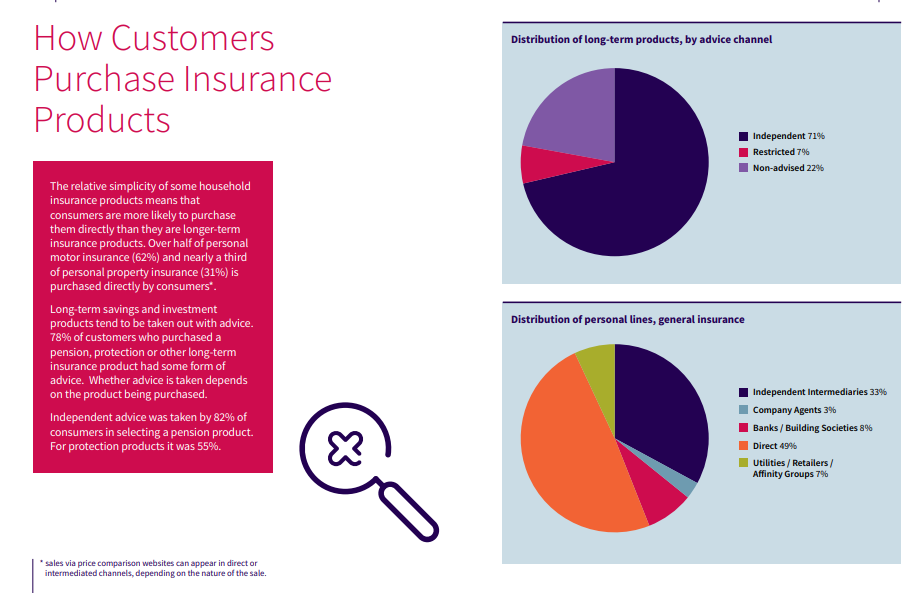 How Customers
Purchase Insurance
Products
The relative simplicity of some household
insurance products means that
consumers are more likely to purchase
them directly than they are longer-term
insurance products. Over half of personal
motor insurance (62%) and nearly a third
of personal property insurance (31%) is
purchased directly by consumers*.
Long-term savings and investment
products tend to be taken out with advice.
78% of customers who purchased a
pension, protection or other long-term
insurance product had some form of
advice. Whether advice is taken depends
on the product being purchased.
Independent advice was taken by 82% of
consumers in selecting a pension product.
For protection products it was 55%.
* sales via price comparison websites can appear in direct or
intermediated channels, depending on the nature of the sale.
Distribution of long-term products, by advice channel
Independent 71%
Restricted 7%
Non-advised 22%
Distribution of personal lines, general insurance
Independent Intermediaries 33%
Company Agents 3%
Banks / Building Societies 8%
Direct 49%
Utilities / Retailers /
Affinity Groups 7%